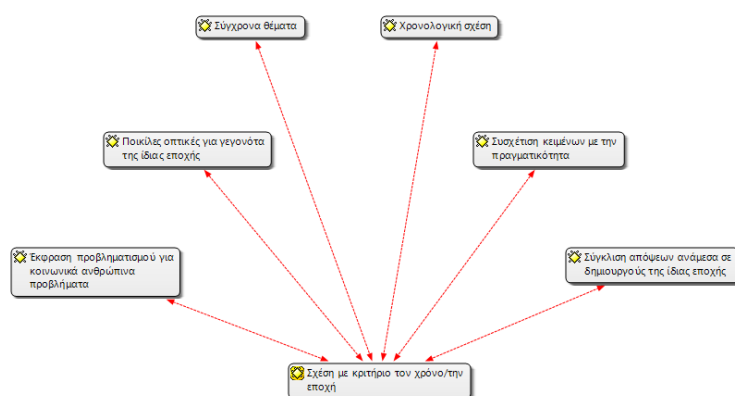 Σύγχρονα θέματα
Χρονολογική σχέση
Ποικίλες οπτικές για γεγονότα
της ίδιας εποχής
Συσχέτιση κειμένων με την
πραγματικότητα
Έκφραση προβληματισμού για
κοινωνικά ανθρώπινα
προβλήματα
Σύγκλιση απόψεων ανάμεσα σε
δημιουργούς της ίδιας εποχής
Σχέση με κριτήριο τον χρόνο/την
εποχή